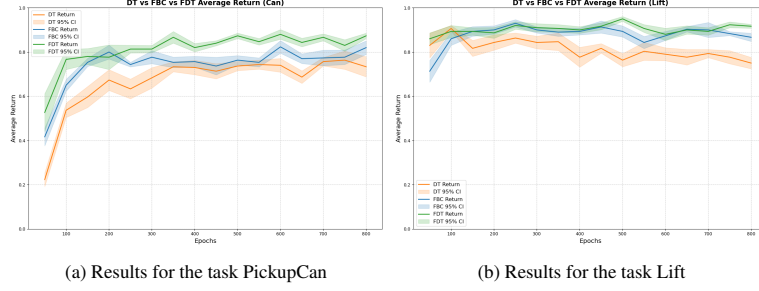 DT vs FBC vs FDT Average Return (Can)
DT Return
DT 95% CI
FBC Return
FBC 95% CI
FDT Return
FDT 95% CI
Average Return
0.8
0.6
0.4
0.2
0.0
100
200
300
400
500
600
700
800
Epochs
(a) Results for the task PickupCan
DT vs FBC vs FDT Average Return (Lift)
Average Return
0.8
0.6
0.4
0.2
0.0
DT Return
DT 95% CI
FBC Return
FBC 95% CI
FDT Return
FDT 95% CI
100
200
300
400
500
600
700
800
Epochs
(b) Results for the task Lift